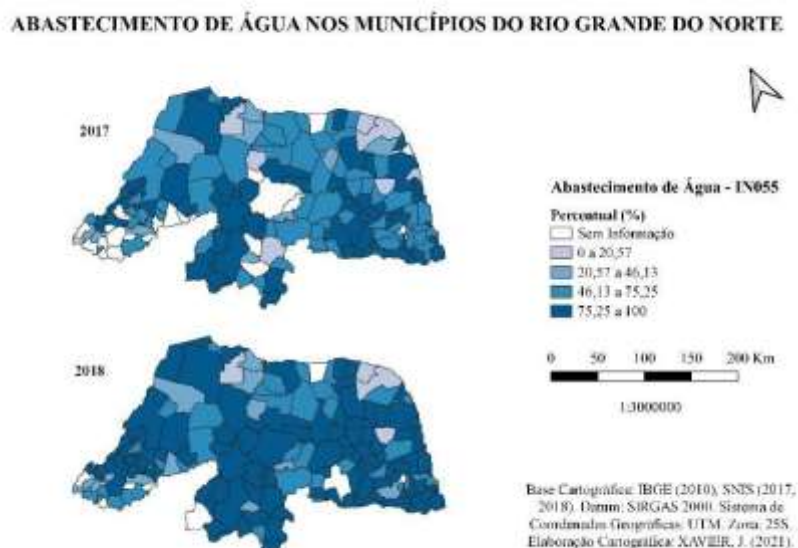 ABASTECIMENTO DE ÁGUA NOS MUNICÍPIOS DO RIO GRANDE DO NORTE
2017
Abastecimento de Água - IN055
Percentual (%)
Sem Informação
0 a 20,57
20,57 a 46,13
46,13 a 75,25
75,25 a 100
0 50 100 150 200 Km
1:3000000
2018
Base Cartográfica: IBGE (2010), SNIS (2017,
2018). Datum: SIRGAS 2000. Sistema de
Coordenadas Geográficas: UTM. Zona: 25S.
Elaboração Cartográfica: XAVIER, J. (2021).